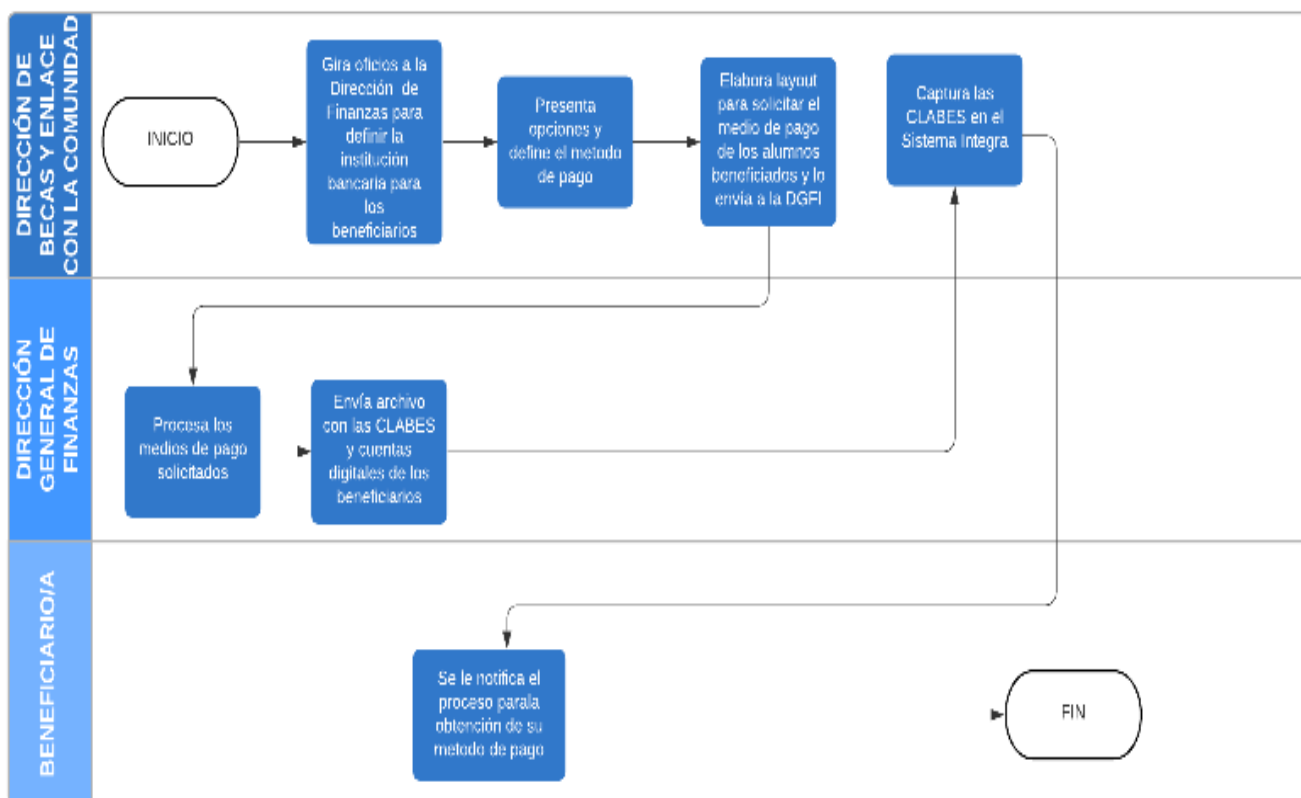 DIRECCIÓN DE
BECAS Y ENLACE
CON LA COMUNIDAD
INICIO
Gira oficios a la
Dirección de
Finanzas para
definir la
institución
bancaria para
los
beneficiarios
Presenta
opciones y
define el metodo
de pago
Elabora layout
para solicitar el
medio de pago
de los alumnos
beneficiados y lo
envía a la DGFI
Captura las
CLABES en el
Sistema Integra
DIRECCIÓN
GENERAL DE
FINANZAS
Procesa los
medios de pago
solicitados
Envía archivo
con las CLABES
y cuentas
digitales de los
beneficiarios
BENEFICIARIO/A
Se le notifica el
proceso parala
obtención de su
metodo de pago
FIN